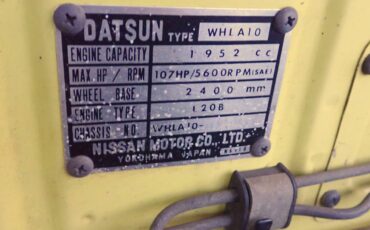 DATSUN TYPE WHLA10
ENGINE CAPACITY 1952 CC
MAX.HP / RPM 107HP/5600RPM(SAE)
WHEEL BASE 2400 mm
ENGINE TYPE L20B
CHASSIS NO. WHLA10-
NISSAN MOTOR CO., LTD.
YOKOHAMA JAPAN